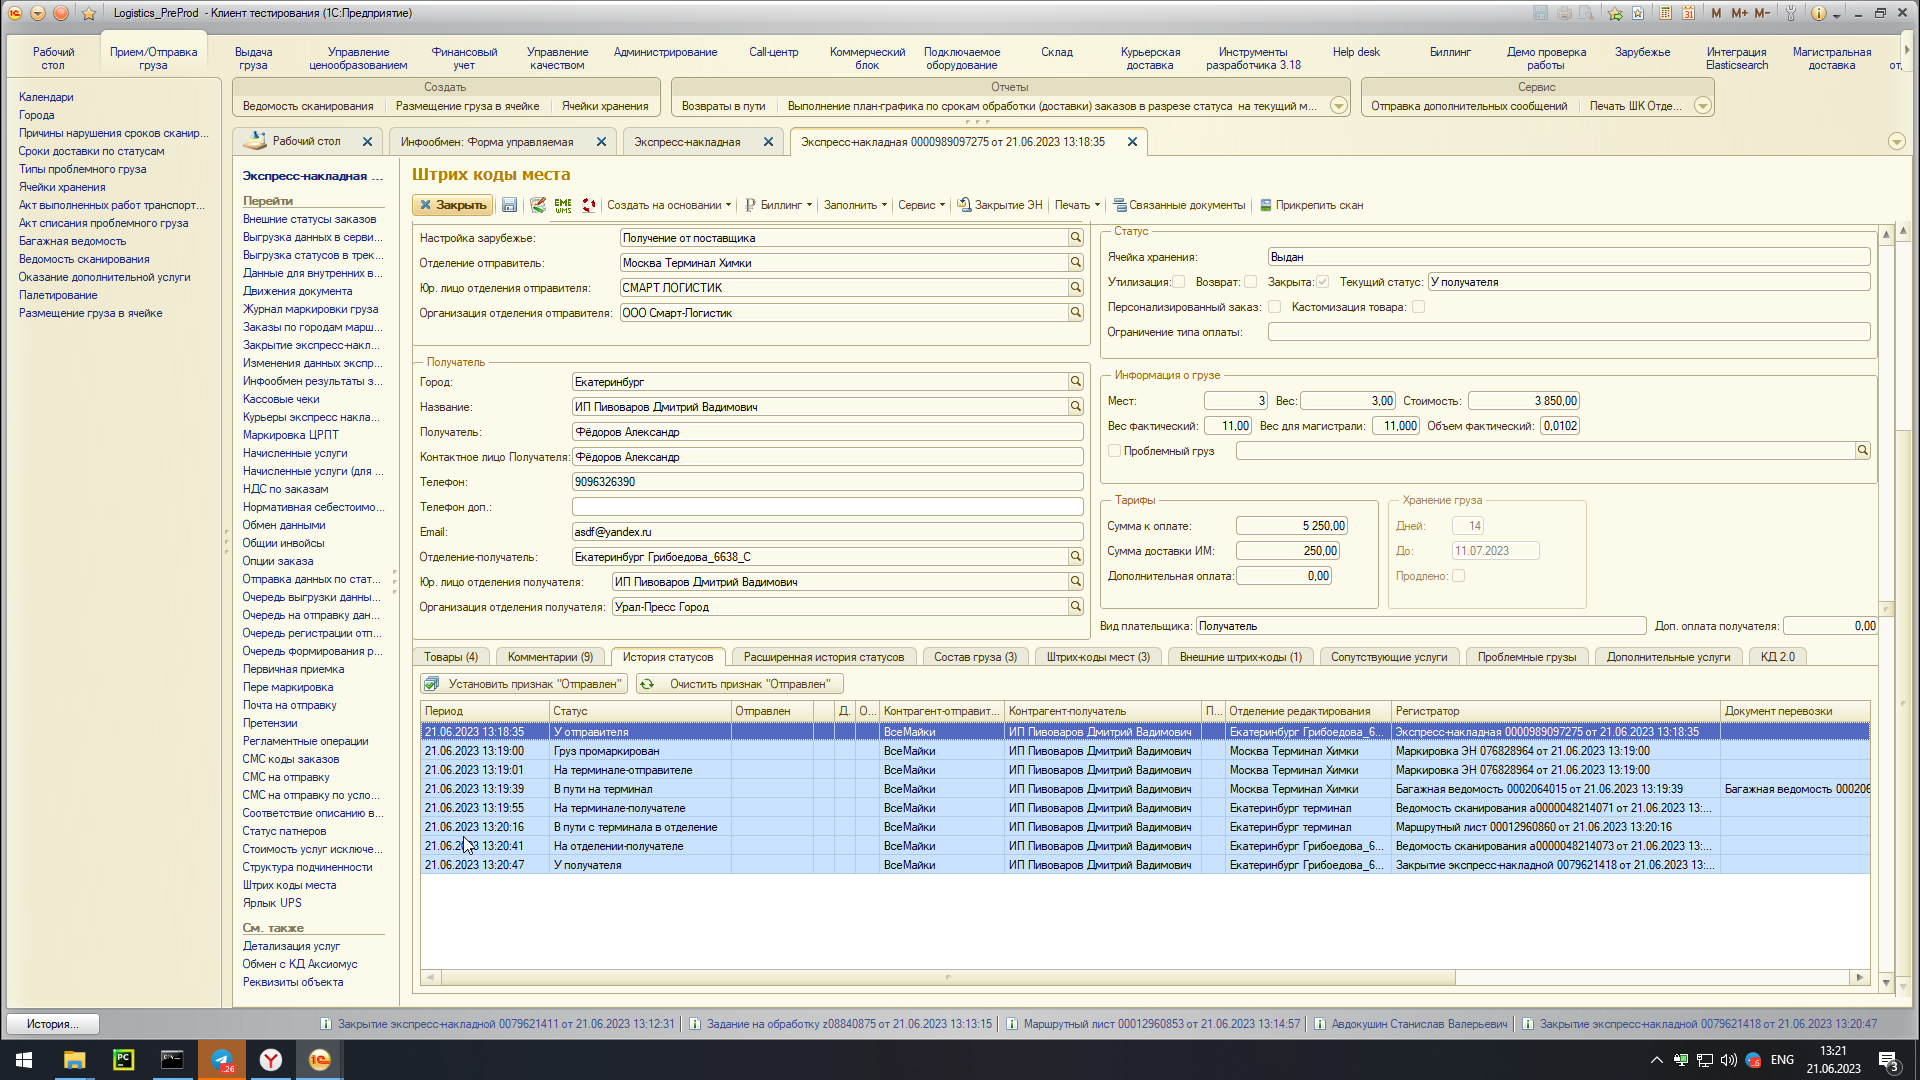 Logistics_PreProd - Клиент тестирования (1С:Предприятие)
M M+ M-
Рабочий стол
Прием/Отправка груза
Выдача груза
Управление ценообразованием
Финансовый учет
Управление качеством
Администрирование
Call-центр
Коммерческий блок
Подключаемое оборудование
Склад
Курьерская доставка
Инструменты разработчика 3.18
Help desk
Биллинг
Демо проверка работы
Зарубежье
Интеграция Elasticsearch
Магистральная доставка
Создать
Ведомость сканирования
Размещение груза в ячейке
Ячейки хранения
Отчеты
Возвраты в пути
Выполнение план-графика по срокам обработки (доставки) заказов в разрезе статуса на текущий м...
Сервис
Отправка дополнительных сообщений
Печать ШК Отде...
Календари
Города
Причины нарушения сроков сканир...
Сроки доставки по статусам
Типы проблемного груза
Ячейки хранения
Акт выполненных работ транспорт...
Акт списания проблемного груза
Багажная ведомость
Ведомость сканирования
Оказание дополнительной услуги
Палетирование
Размещение груза в ячейке
Рабочий стол
Инфообмен: Форма управляемая
Экспресс-накладная
Экспресс-накладная 0000989097275 от 21.06.2023 13:18:35
Экспресс-накладная ...
Перейти
Внешние статусы заказов
Выгрузка данных в серви...
Выгрузка статусов в трек...
Данные для внутренних в...
Движения документа
Журнал маркировки груза
Заказы по городам марш...
Закрытие экспресс-накл...
Изменения данных экспр...
Инфообмен результаты з...
Кассовые чеки
Курьеры экспресс накла...
Маркировка ЦРПТ
Начисленные услуги
Начисленные услуги (для ...
НДС по заказам
Нормативная себестоимо...
Обмен данными
Общии инвойсы
Опции заказа
Отправка данных по стат...
Очередь выгрузки данны...
Очередь на отправку дан...
Очередь регистрации отп...
Очередь формирования р...
Первичная приемка
Пере маркировка
Почта на отправку
Претензии
Регламентные операции
СМС коды заказов
СМС на отправку
СМС на отправку по усло...
Соответствие описанию в...
Статус патнеров
Стоимость услуг исключе...
Структура подчиненности
Штрих коды места
Ярлык UPS
См. также
Детализация услуг
Обмен с КД Аксиомус
Реквизиты объекта
Штрих коды места
Закрыть
EME WMS
Создать на основании
Биллинг
Заполнить
Сервис
Закрытие ЭН
Печать
Связанные документы
Прикрепить скан
Настройка зарубежье: Получение от поставщика
Отделение отправитель: Москва Терминал Химки
Юр. лицо отделения отправителя: СМАРТ ЛОГИСТИК
Организация отделения отправителя: ООО Смарт-Логистик
Получатель
Город: Екатеринбург
Название: ИП Пивоваров Дмитрий Вадимович
Получатель: Фёдоров Александр
Контактное лицо Получателя: Фёдоров Александр
Телефон: 9096326390
Телефон доп.:
Email: asdf@yandex.ru
Отделение-получатель: Екатеринбург Грибоедова_6638_С
Юр. лицо отделения получателя: ИП Пивоваров Дмитрий Вадимович
Организация отделения получателя: Урал-Пресс Город
Статус
Ячейка хранения: Выдан
Утилизация: Возврат: Закрыта: Текущий статус: У получателя
Персонализированный заказ: Кастомизация товара:
Ограничение типа оплаты:
Информация о грузе
Мест: 3 Вес: 3,00 Стоимость: 3 850,00
Вес фактический: 11,00 Вес для магистрали: 11,000 Объем фактический: 0,0102
Проблемный груз
Тарифы
Сумма к оплате: 5 250,00
Сумма доставки ИМ: 250,00
Дополнительная оплата: 0,00
Хранение груза
Дней: 14
До: 11.07.2023
Продлено:
Вид плательщика: Получатель Доп. оплата получателя: 0,00
Товары (4)
Комментарии (9)
История статусов
Расширенная история статусов
Состав груза (3)
Штрих-коды мест (3)
Внешние штрих-коды (1)
Сопутствующие услуги
Проблемные грузы
Дополнительные услуги
КД 2.0
Установить признак "Отправлен"
Очистить признак "Отправлен"
Период Статус Отправлен Д. О... Контрагент-отправит... Контрагент-получатель П... Отделение редактирования Регистратор Документ перевозки
21.06.2023 13:18:35 У отправителя ВсеМайки ИП Пивоваров Дмитрий Вадимович Екатеринбург Грибоедова_6... Экспресс-накладная 0000989097275 от 21.06.2023 13:18:35
21.06.2023 13:19:00 Груз промаркирован ВсеМайки ИП Пивоваров Дмитрий Вадимович Москва Терминал Химки Маркировка ЭН 076828964 от 21.06.2023 13:19:00
21.06.2023 13:19:01 На терминале-отправителе ВсеМайки ИП Пивоваров Дмитрий Вадимович Москва Терминал Химки Маркировка ЭН 076828964 от 21.06.2023 13:19:00
21.06.2023 13:19:39 В пути на терминал ВсеМайки ИП Пивоваров Дмитрий Вадимович Москва Терминал Химки Багажная ведомость 0002064015 от 21.06.2023 13:19:39 Багажная ведомость 000206
21.06.2023 13:19:55 На терминале-получателе ВсеМайки ИП Пивоваров Дмитрий Вадимович Екатеринбург терминал Ведомость сканирования а0000048214071 от 21.06.2023 13:...
21.06.2023 13:20:16 В пути с терминала в отделение ВсеМайки ИП Пивоваров Дмитрий Вадимович Екатеринбург терминал Маршрутный лист 00012960860 от 21.06.2023 13:20:16
21.06.2023 13:20:41 На отделении-получателе ВсеМайки ИП Пивоваров Дмитрий Вадимович Екатеринбург Грибоедова_6... Ведомость сканирования а0000048214073 от 21.06.2023 13:...
21.06.2023 13:20:47 У получателя ВсеМайки ИП Пивоваров Дмитрий Вадимович Екатеринбург Грибоедова_6... Закрытие экспресс-накладной 0079621418 от 21.06.2023 13:...
История...
Закрытие экспресс-накладной 0079621411 от 21.06.2023 13:12:31
Задание на обработку z08840875 от 21.06.2023 13:13:15
Маршрутный лист 00012960853 от 21.06.2023 13:14:57
Авдокушин Станислав Валерьевич
Закрытие экспресс-накладной 0079621418 от 21.06.2023 13:20:47
PC
26
ENG
13:21
21.06.2023
3